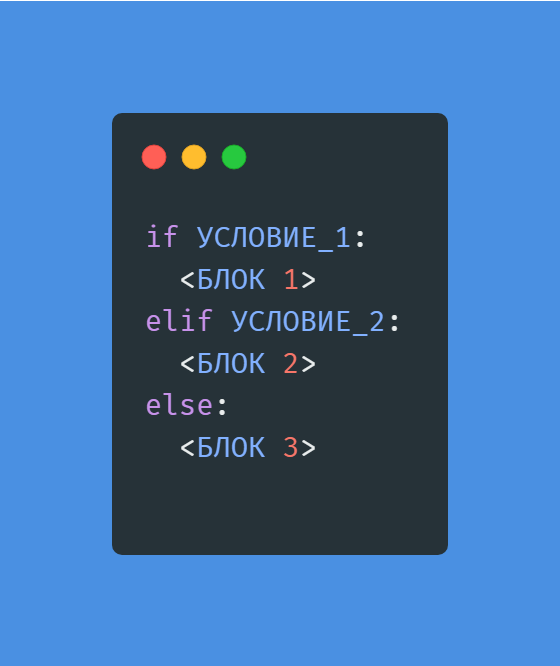 if УСЛОВИЕ_1:
  <БЛОК 1>
elif УСЛОВИЕ_2:
  <БЛОК 2>
else:
  <БЛОК 3>